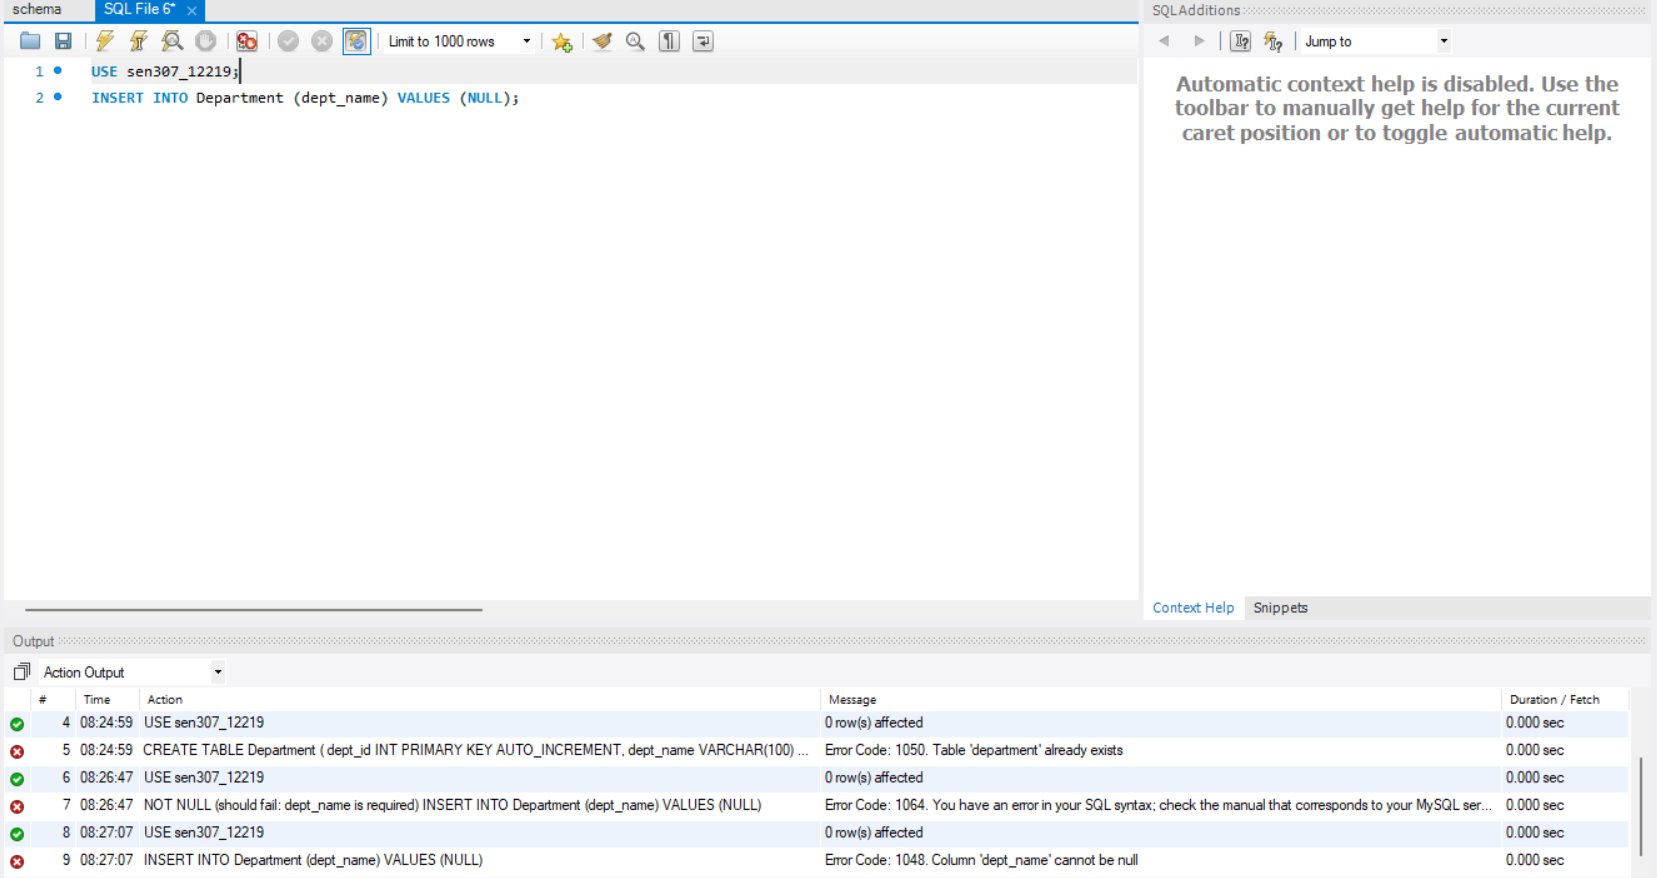 schema
SQL File 6*
SQLAdditions
Limit to 1000 rows
Jump to
1
USE sen307_12219;
2
INSERT INTO Department (dept_name) VALUES (NULL);
Automatic context help is disabled. Use the
toolbar to manually get help for the current
caret position or to toggle automatic help.
Context Help Snippets
Output
Action Output
# Time Action Message Duration / Fetch
4 08:24:59 USE sen307_12219 0 row(s) affected 0.000 sec
5 08:24:59 CREATE TABLE Department ( dept_id INT PRIMARY KEY AUTO_INCREMENT, dept_name VARCHAR(100) ... Error Code: 1050. Table 'department' already exists 0.000 sec
6 08:26:47 USE sen307_12219 0 row(s) affected 0.000 sec
7 08:26:47 NOT NULL (should fail: dept_name is required) INSERT INTO Department (dept_name) VALUES (NULL) Error Code: 1064. You have an error in your SQL syntax; check the manual that corresponds to your MySQL ser... 0.000 sec
8 08:27:07 USE sen307_12219 0 row(s) affected 0.000 sec
9 08:27:07 INSERT INTO Department (dept_name) VALUES (NULL) Error Code: 1048. Column 'dept_name' cannot be null 0.000 sec